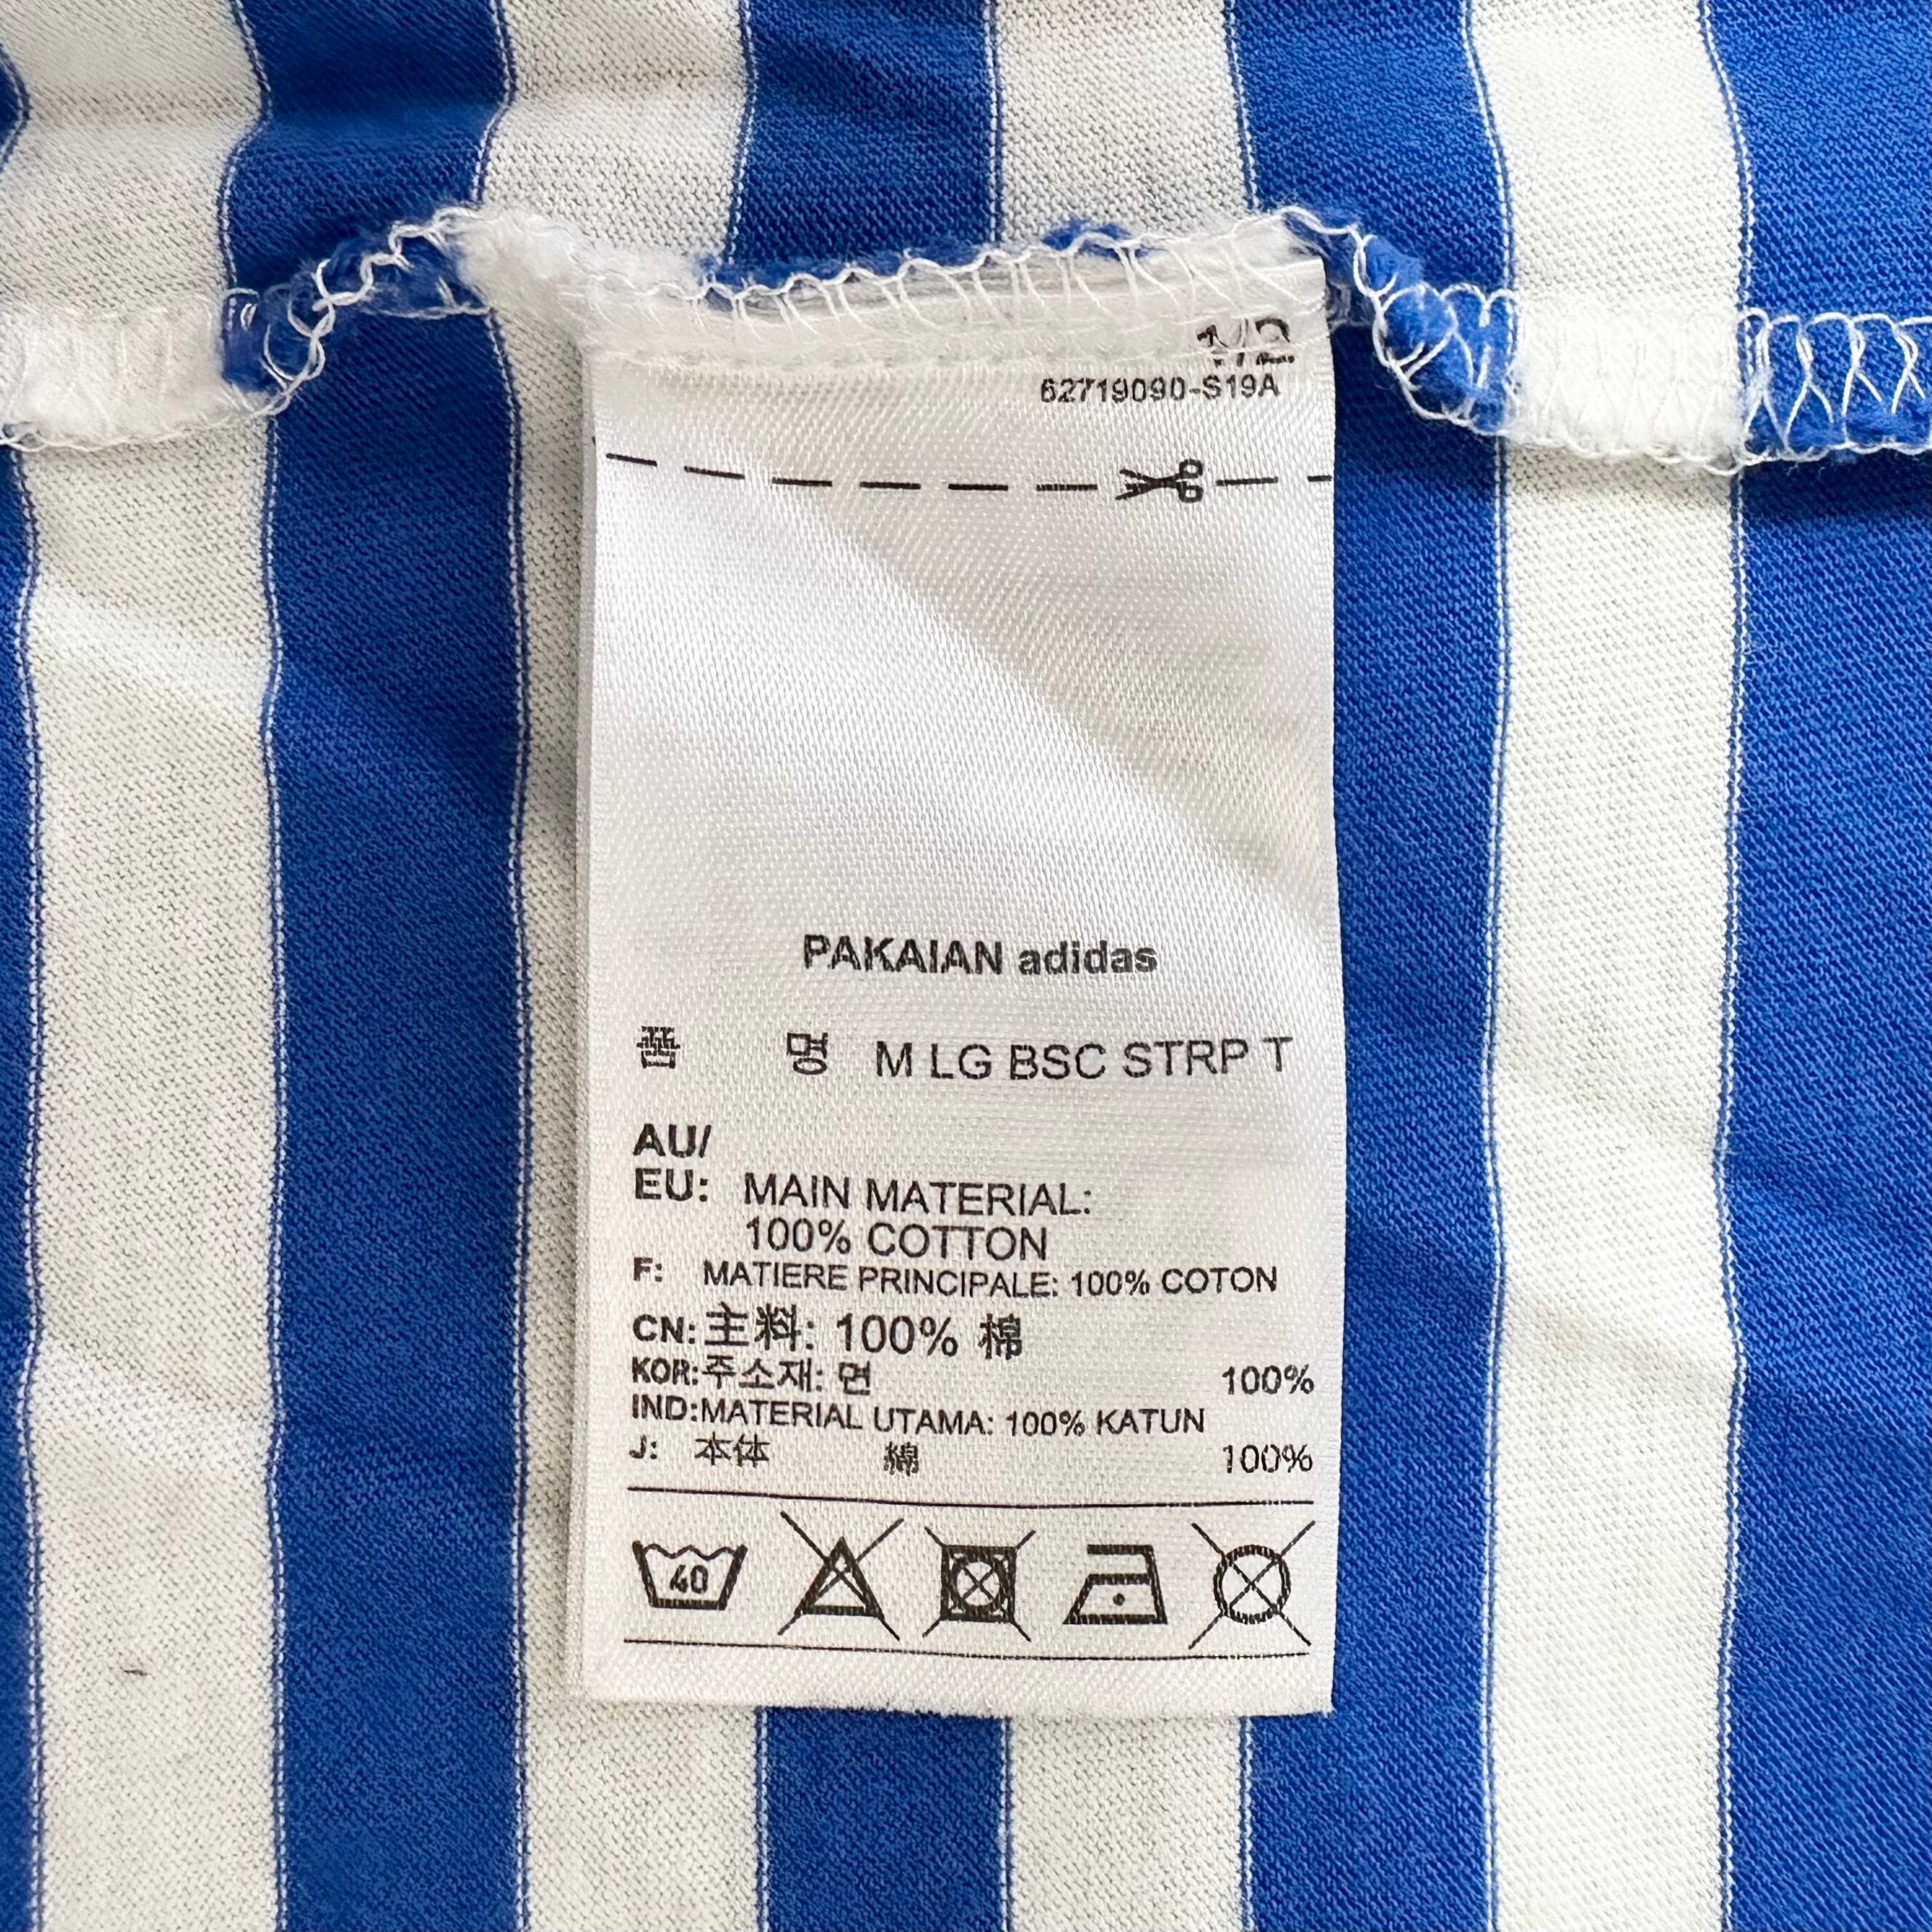 62719090-S19A
PAKAIAN adidas
품 명 M LG BSC STRP T
AU/
EU: MAIN MATERIAL:
100% COTTON
F: MATIERE PRINCIPALE: 100% COTON
CN: 主料: 100% 棉
KOR:주소재: 면 100%
IND:MATERIAL UTAMA: 100% KATUN
J: 本体 綿 100%
40